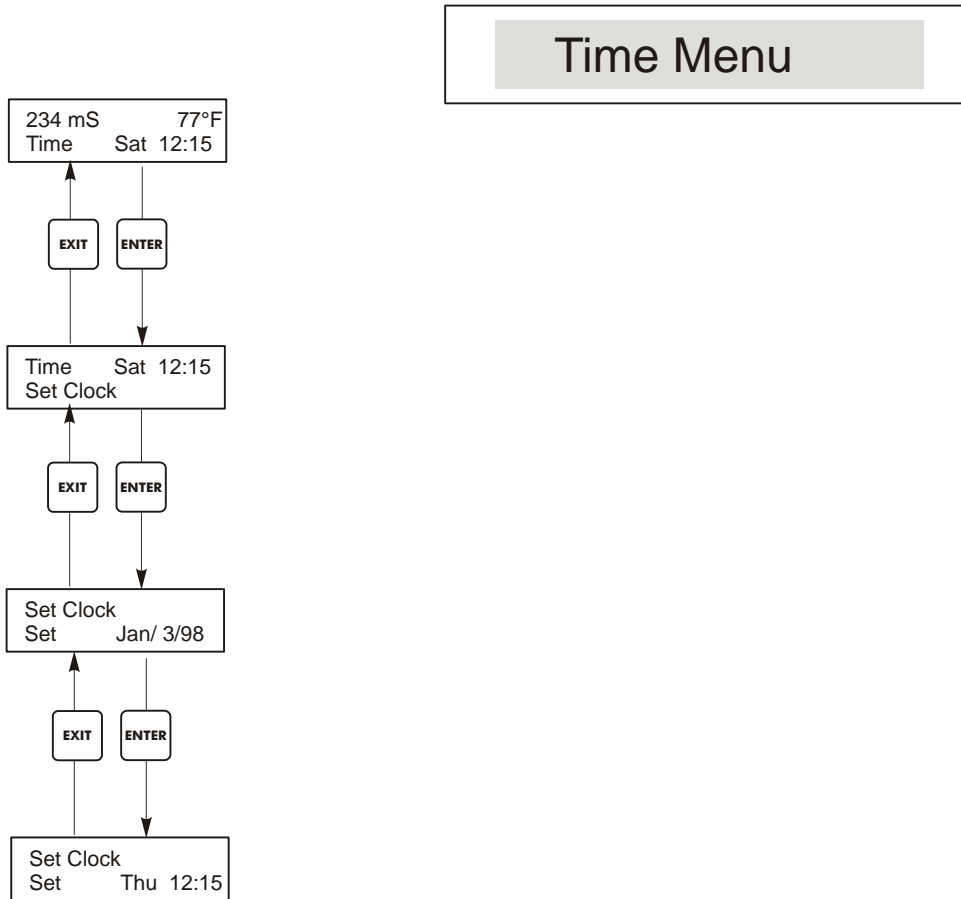 Time Menu
234 mS 77°F
Time Sat 12:15
EXIT ENTER
Time Sat 12:15
Set Clock
EXIT ENTER
Set Clock
Set Jan/ 3/98
EXIT ENTER
Set Clock
Set Thu 12:15